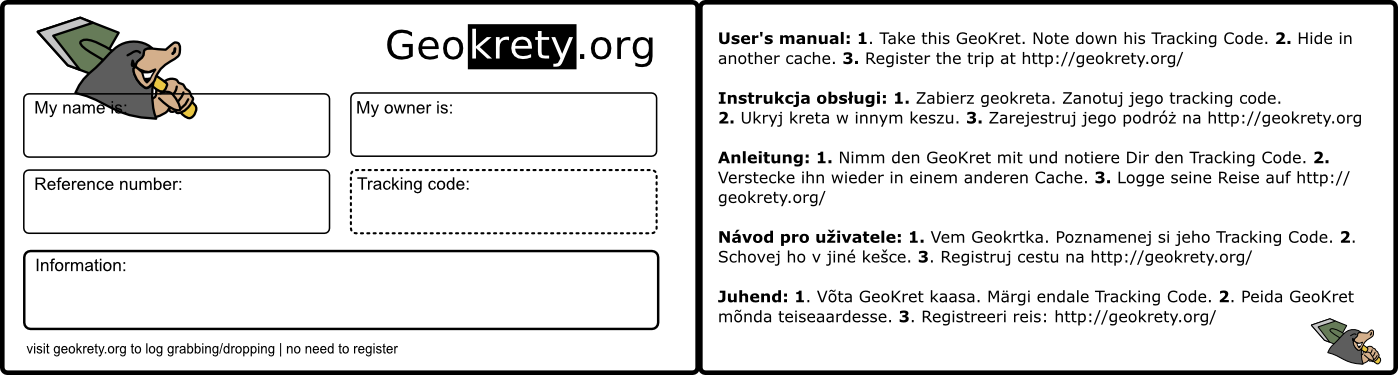 Geokrety.org
My name is:
My owner is:
Reference number:
Tracking code:
Information:
visit geokrety.org to log grabbing/dropping | no need to register
User's manual: 1. Take this GeoKret. Note down his Tracking Code. 2. Hide in
another cache. 3. Register the trip at http://geokrety.org/
Instrukcja obsługi: 1. Zabierz geokreta. Zanotuj jego tracking code.
2. Ukryj kreta w innym keszu. 3. Zarejestruj jego podróż na http://geokrety.org
Anleitung: 1. Nimm den GeoKret mit und notiere Dir den Tracking Code. 2.
Verstecke ihn wieder in einem anderen Cache. 3. Logge seine Reise auf http://
geokrety.org/
Návod pro uživatele: 1. Vem Geokrtka. Poznamenej si jeho Tracking Code. 2.
Schovej ho v jiné kešce. 3. Registruj cestu na http://geokrety.org/
Juhend: 1. Võta GeoKret kaasa. Märgi endale Tracking Code. 2. Peida GeoKret
mõnda teiseaardesse. 3. Registreeri reis: http://geokrety.org/